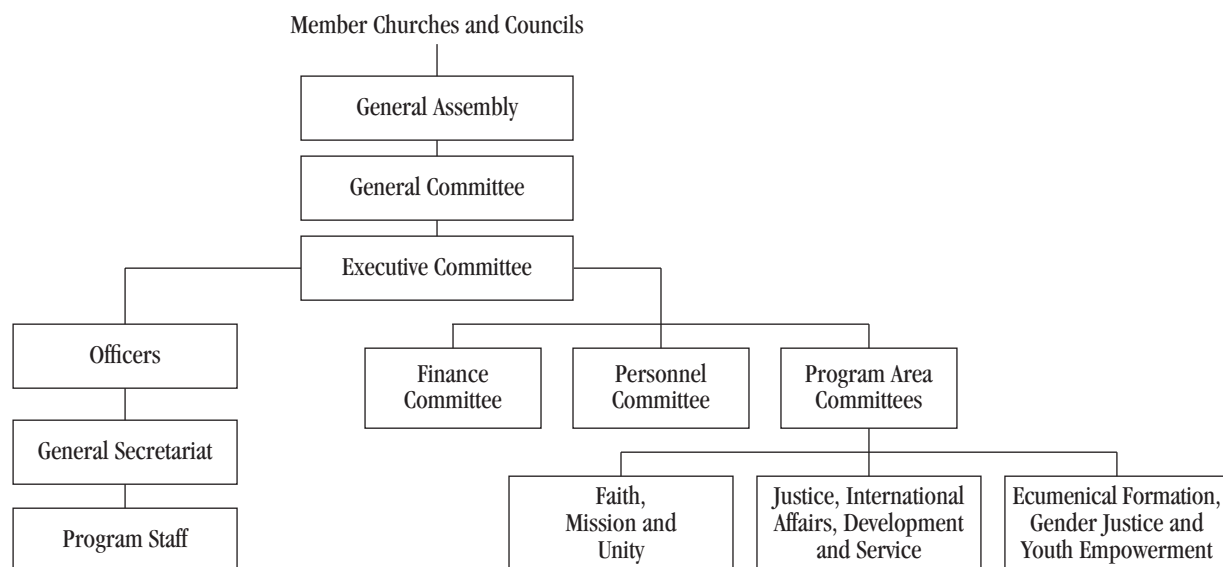 Member Churches and Councils
General Assembly
General Committee
Executive Committee
Officers
General Secretariat
Program Staff
Finance
Committee
Personnel
Committee
Program Area
Committees
Faith,
Mission and
Unity
Justice, International
Affairs, Development
and Service
Ecumenical Formation,
Gender Justice and
Youth Empowerment